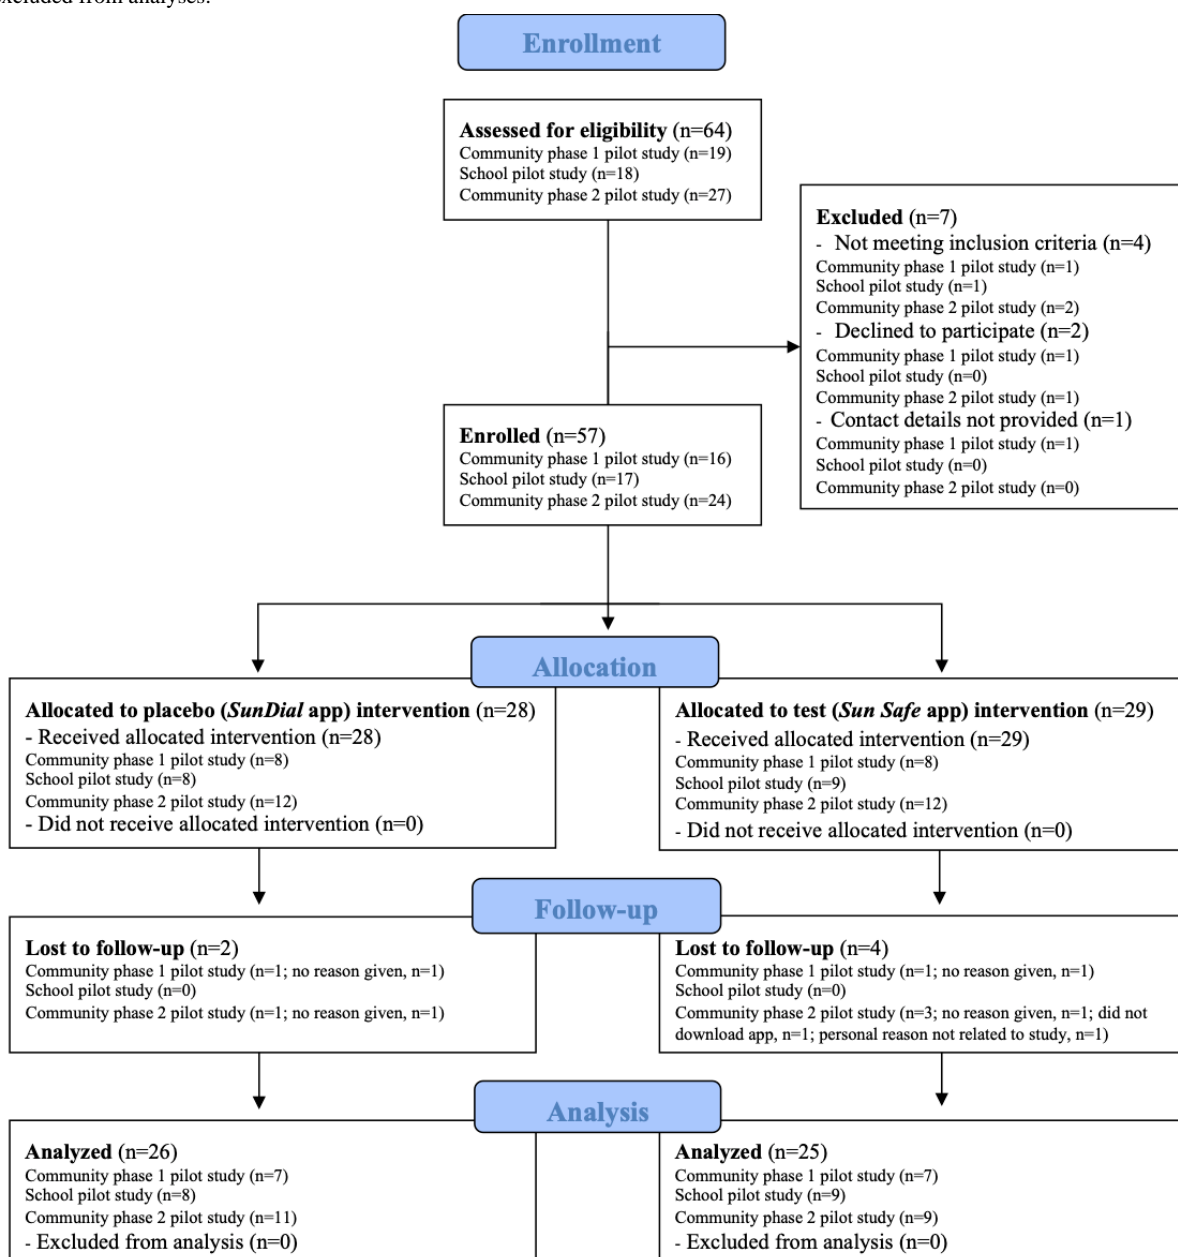 excluded from analyses.
Enrollment
Assessed for eligibility (n=64)
Community phase 1 pilot study (n=19)
School pilot study (n=18)
Community phase 2 pilot study (n=27)
Excluded (n=7)
- Not meeting inclusion criteria (n=4)
Community phase 1 pilot study (n=1)
School pilot study (n=1)
Community phase 2 pilot study (n=2)
- Declined to participate (n=2)
Community phase 1 pilot study (n=1)
School pilot study (n=0)
Community phase 2 pilot study (n=1)
- Contact details not provided (n=1)
Community phase 1 pilot study (n=1)
School pilot study (n=0)
Community phase 2 pilot study (n=0)
Enrolled (n=57)
Community phase 1 pilot study (n=16)
School pilot study (n=17)
Community phase 2 pilot study (n=24)
Allocation
Allocated to placebo (SunDial app) intervention (n=28)
- Received allocated intervention (n=28)
Community phase 1 pilot study (n=8)
School pilot study (n=8)
Community phase 2 pilot study (n=12)
- Did not receive allocated intervention (n=0)
Allocated to test (Sun Safe app) intervention (n=29)
- Received allocated intervention (n=29)
Community phase 1 pilot study (n=8)
School pilot study (n=9)
Community phase 2 pilot study (n=12)
- Did not receive allocated intervention (n=0)
Follow-up
Lost to follow-up (n=2)
Community phase 1 pilot study (n=1; no reason given, n=1)
School pilot study (n=0)
Community phase 2 pilot study (n=1; no reason given, n=1)
Lost to follow-up (n=4)
Community phase 1 pilot study (n=1; no reason given, n=1)
School pilot study (n=0)
Community phase 2 pilot study (n=3; no reason given, n=1; did not
download app, n=1; personal reason not related to study, n=1)
Analysis
Analyzed (n=26)
Community phase 1 pilot study (n=7)
School pilot study (n=8)
Community phase 2 pilot study (n=11)
- Excluded from analysis (n=0)
Analyzed (n=25)
Community phase 1 pilot study (n=7)
School pilot study (n=9)
Community phase 2 pilot study (n=9)
- Excluded from analysis (n=0)